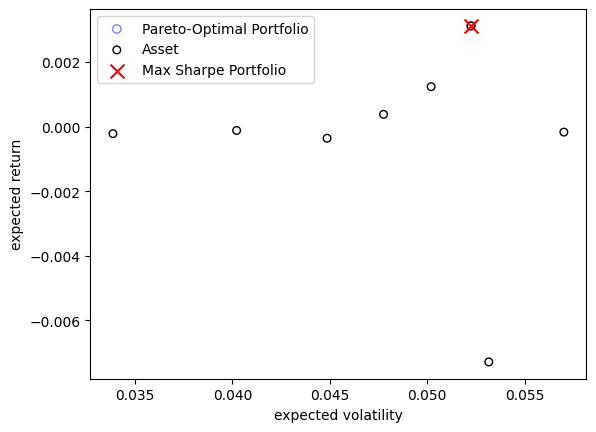 Pareto-Optimal Portfolio
Asset
Max Sharpe Portfolio
0.002
0.000
−0.002
−0.004
−0.006
expected return
0.035
0.040
0.045
0.050
0.055
expected volatility